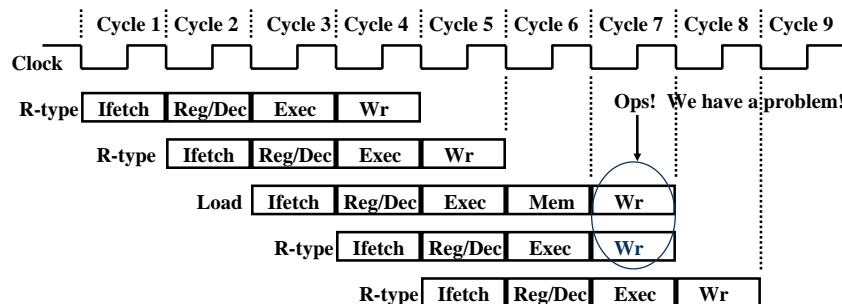 Cycle 1 Cycle 2 Cycle 3 Cycle 4 Cycle 5 Cycle 6 Cycle 7 Cycle 8 Cycle 9
Clock
R-type Ifetch Reg/Dec Exec Wr
Ops! We have a problem!
R-type Ifetch Reg/Dec Exec Wr
Load Ifetch Reg/Dec Exec Mem Wr
R-type Ifetch Reg/Dec Exec Wr
R-type Ifetch Reg/Dec Exec Wr